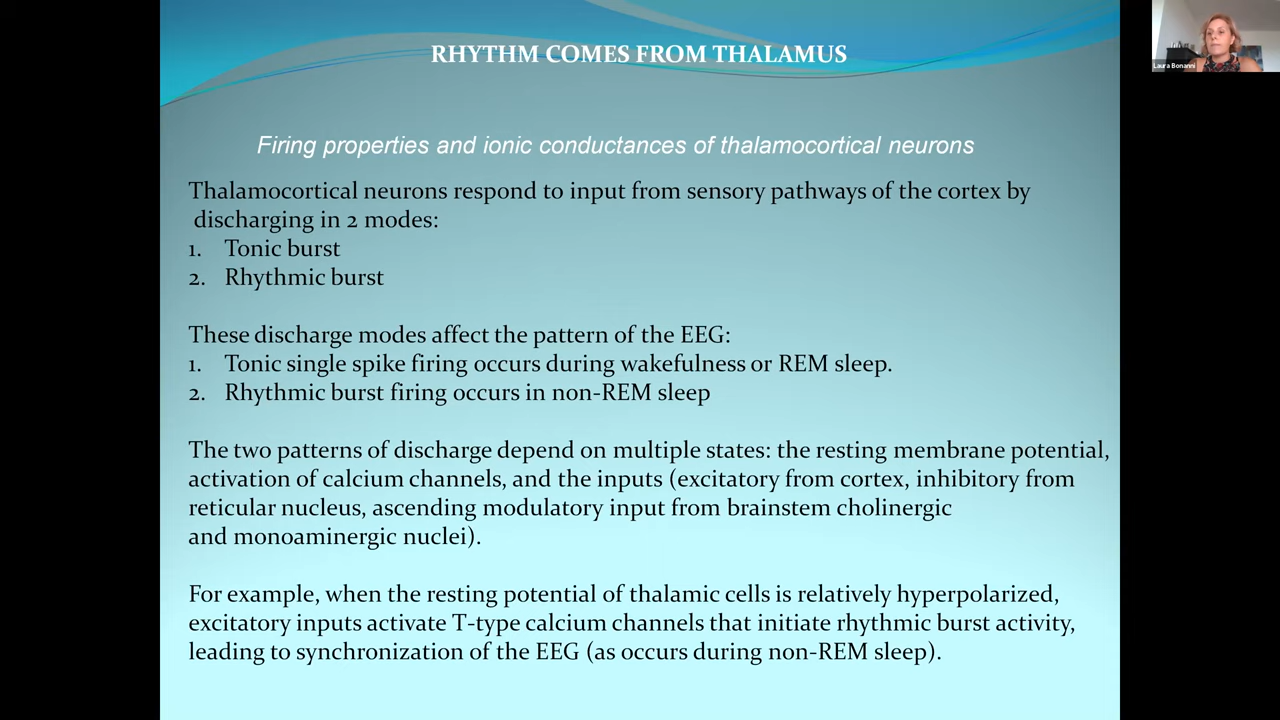 RHYTHM COMES FROM THALAMUS
Laura Bonanni
Firing properties and ionic conductances of thalamocortical neurons
Thalamocortical neurons respond to input from sensory pathways of the cortex by
discharging in 2 modes:
1. Tonic burst
2. Rhythmic burst
These discharge modes affect the pattern of the EEG:
1. Tonic single spike firing occurs during wakefulness or REM sleep.
2. Rhythmic burst firing occurs in non-REM sleep
The two patterns of discharge depend on multiple states: the resting membrane potential,
activation of calcium channels, and the inputs (excitatory from cortex, inhibitory from
reticular nucleus, ascending modulatory input from brainstem cholinergic
and monoaminergic nuclei).
For example, when the resting potential of thalamic cells is relatively hyperpolarized,
excitatory inputs activate T-type calcium channels that initiate rhythmic burst activity,
leading to synchronization of the EEG (as occurs during non-REM sleep).